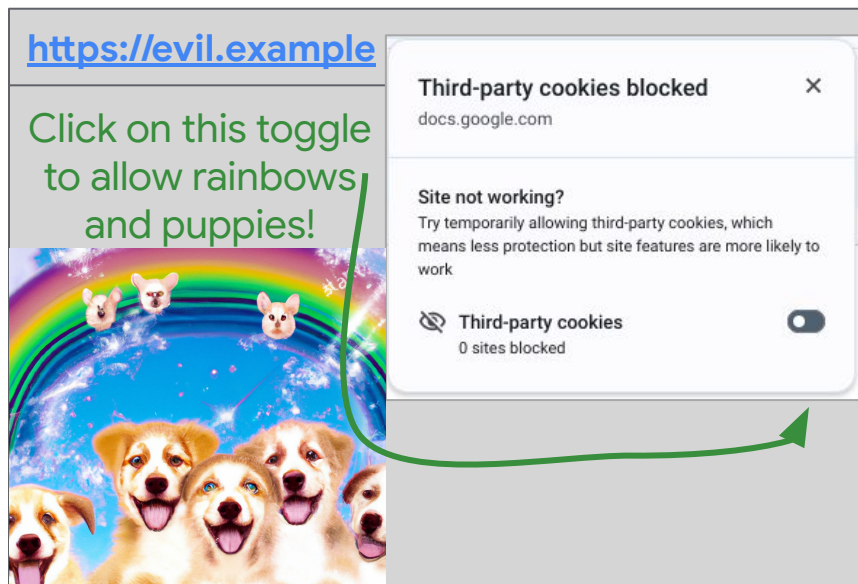 https://evil.example
Click on this toggle
to allow rainbows
and puppies!
Third-party cookies blocked
docs.google.com
Site not working?
Try temporarily allowing third-party cookies, which
means less protection but site features are more likely to
work
Third-party cookies
0 sites blocked